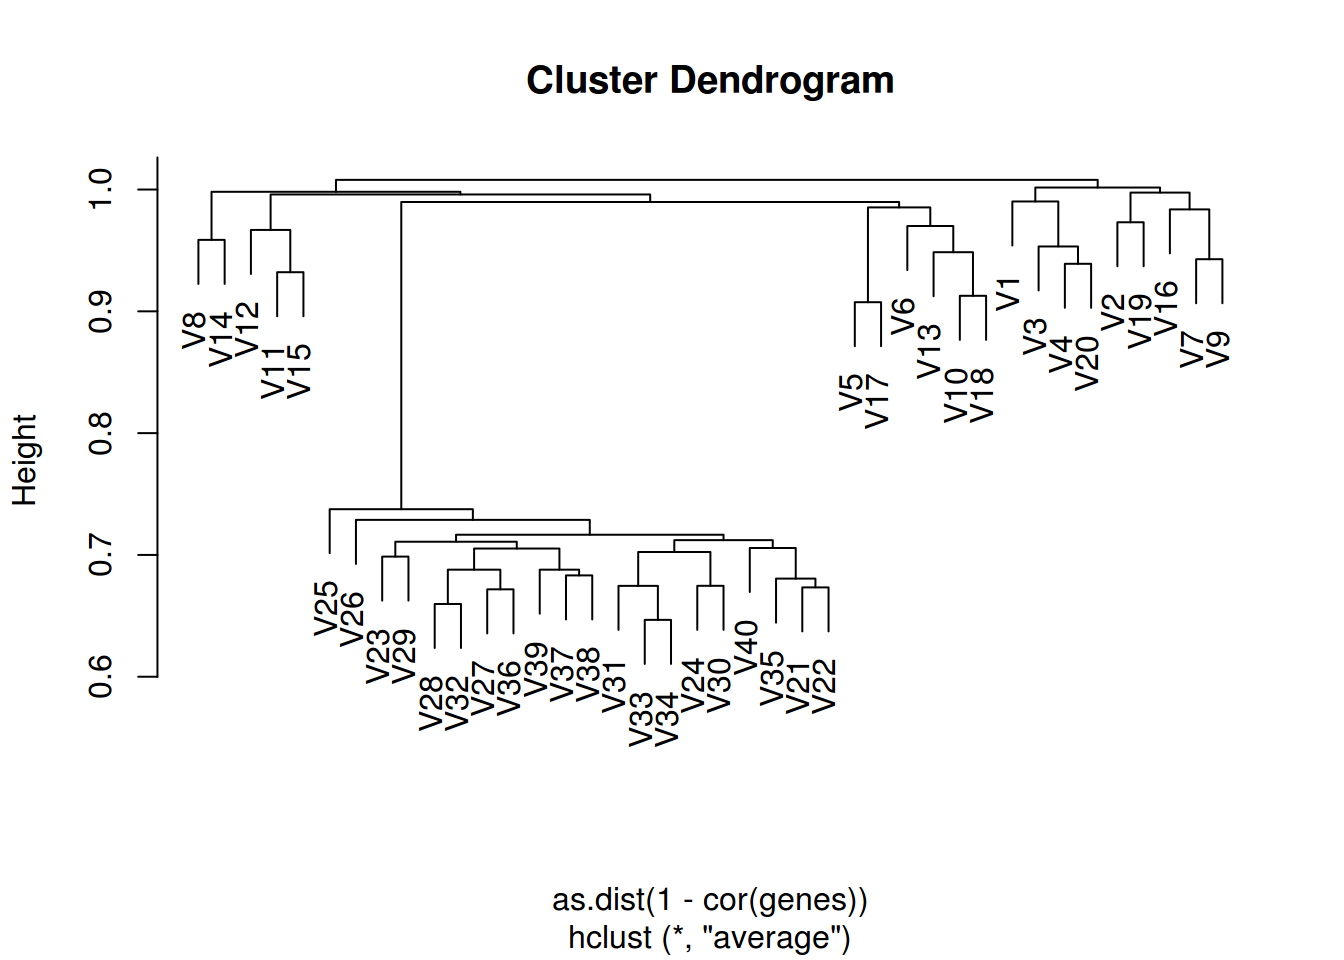 Cluster Dendrogram
Height
1.0
0.9
0.8
0.7
0.6
V8
V14
V12
V11
V15
V25
V26
V23
V29
V28
V32
V27
V36
V39
V37
V38
V31
V33
V34
V24
V30
V40
V35
V21
V22
V5
V17
V6
V13
V10
V18
V1
V3
V4
V20
V2
V19
V16
V7
V9
as.dist(1 - cor(genes))
hclust (*, "average")